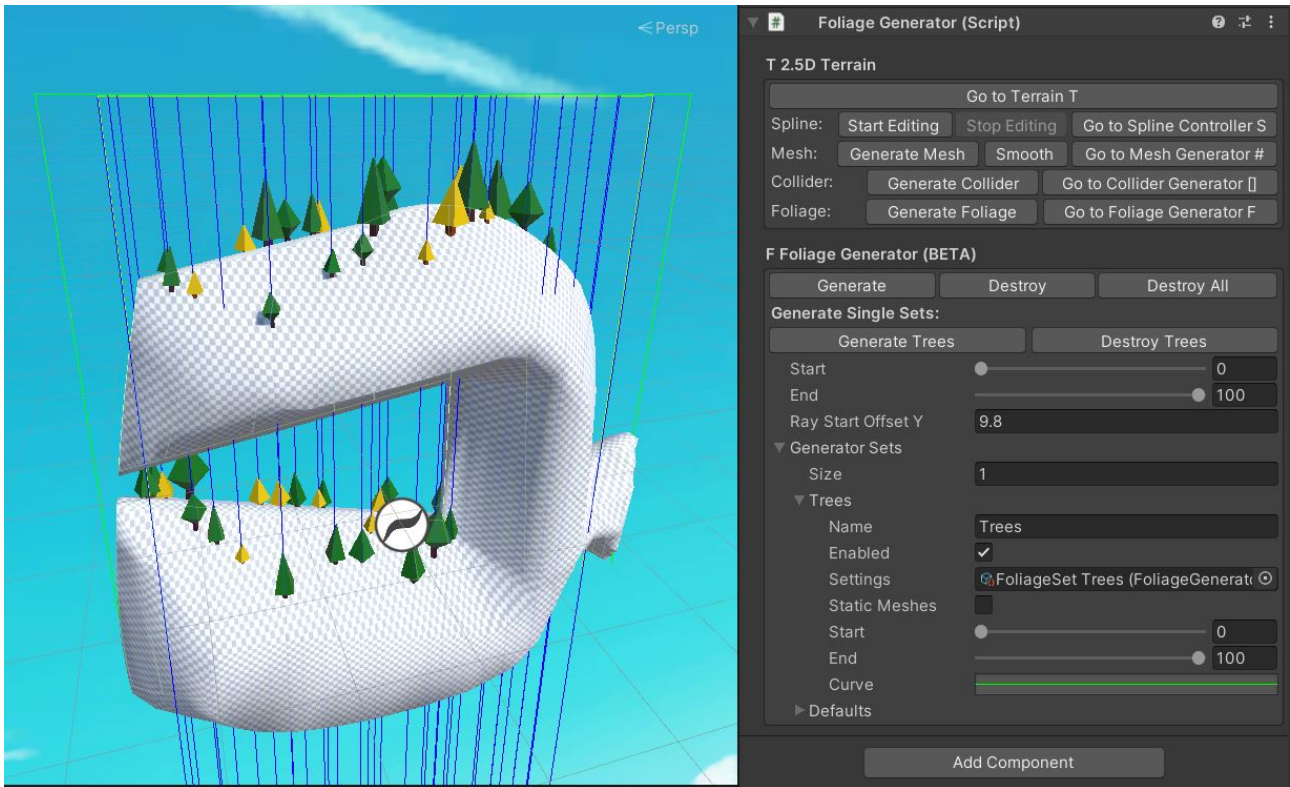 Persp
# Foliage Generator (Script)
T 2.5D Terrain
Go to Terrain T
Spline: Start Editing Stop Editing Go to Spline Controller S
Mesh: Generate Mesh Smooth Go to Mesh Generator #
Collider: Generate Collider Go to Collider Generator []
Foliage: Generate Foliage Go to Foliage Generator F
F Foliage Generator (BETA)
Generate Destroy Destroy All
Generate Single Sets:
Generate Trees Destroy Trees
Start 0
End 100
Ray Start Offset Y 9.8
Generator Sets
Size 1
Trees
Name Trees
Enabled
Settings FoliageSet Trees (FoliageGenerat
Static Meshes
Start 0
End 100
Curve
Defaults
Add Component